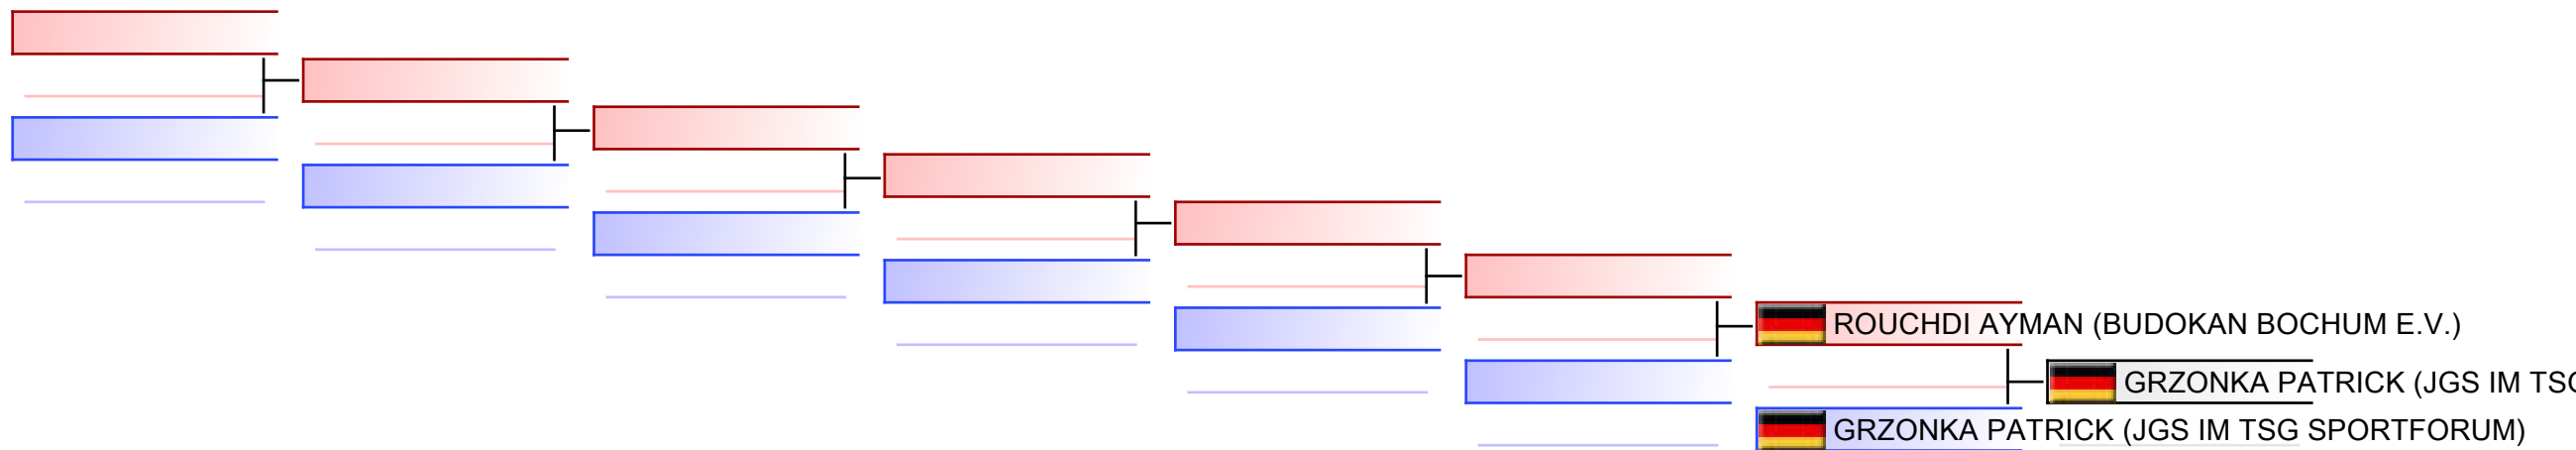 ROUCHDI AYMAN (BUDOKAN BOCHUM E.V.)
GRZONKA PATRICK (JGS IM TSG
GRZONKA PATRICK (JGS IM TSG SPORTFORUM)